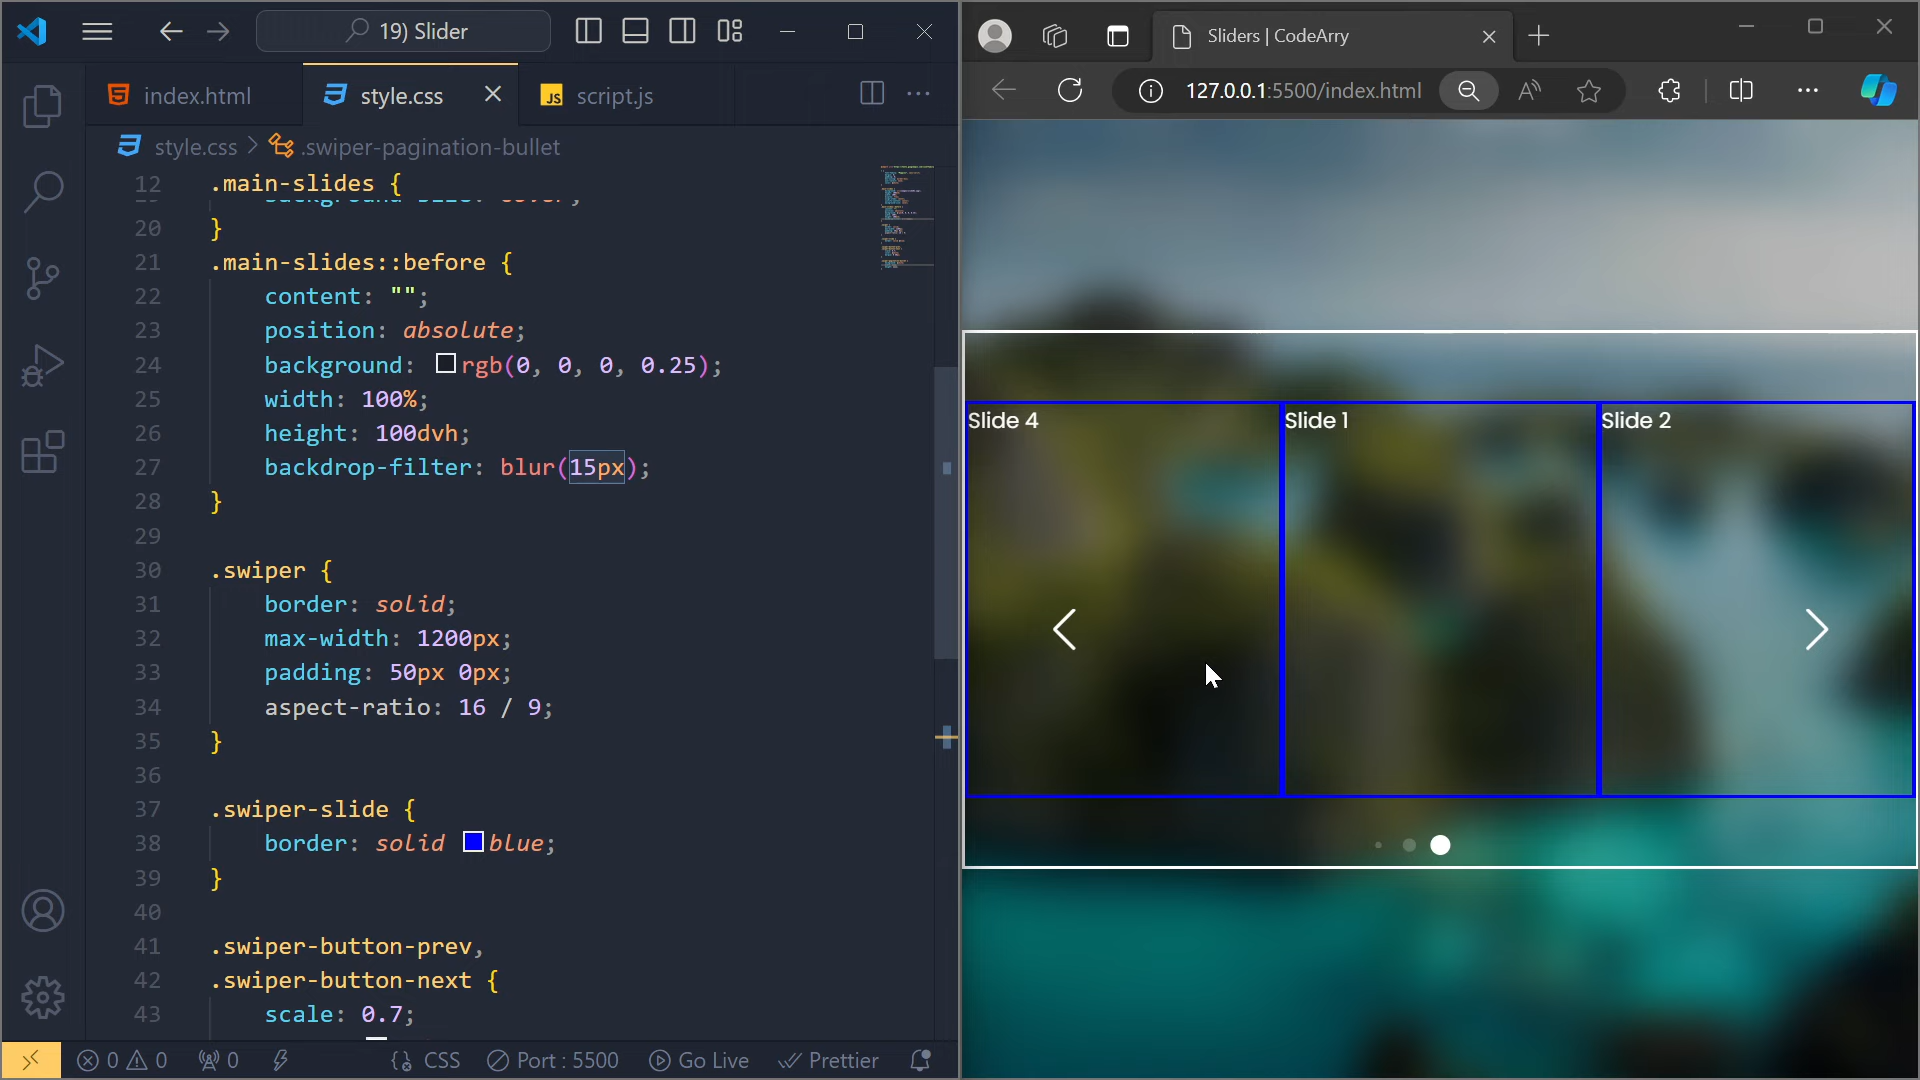 19) Slider
index.html
style.css
JS script.js
style.css > .swiper-pagination-bullet
12 .main-slides {
20 }
21 .main-slides::before {
22 content: "";
23 position: absolute;
24 background: rgb(0, 0, 0, 0.25);
25 width: 100%;
26 height: 100dvh;
27 backdrop-filter: blur(15px);
28 }
29
30 .swiper {
31 border: solid;
32 max-width: 1200px;
33 padding: 50px 0px;
34 aspect-ratio: 16 / 9;
35 }
36
37 .swiper-slide {
38 border: solid blue;
39 }
40
41 .swiper-button-prev,
42 .swiper-button-next {
43 scale: 0.7;
0 0 0 {} CSS Port : 5500 Go Live Prettier
Sliders | CodeArry
127.0.0.1:5500/index.html
Slide 4
Slide 1
Slide 2